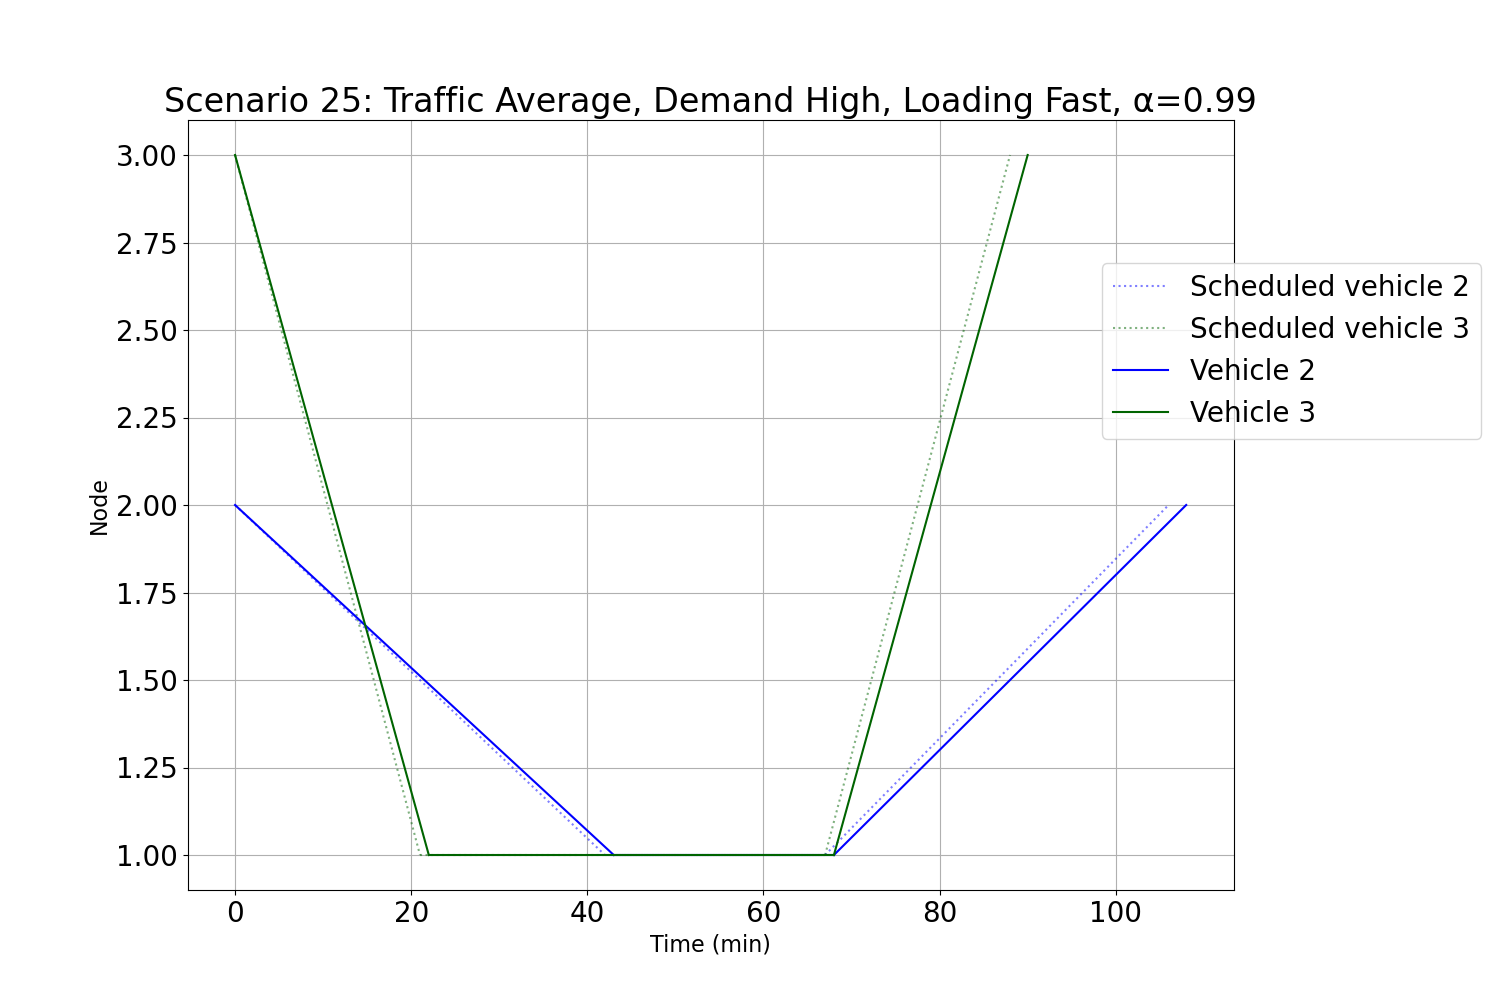 Scenario 25: Traffic Average, Demand High, Loading Fast, α=0.99
3.00
2.75
2.50
2.25
2.00
1.75
1.50
1.25
1.00
Node
Scheduled vehicle 2
Scheduled vehicle 3
Vehicle 2
Vehicle 3
0 20 40 60 80 100
Time (min)